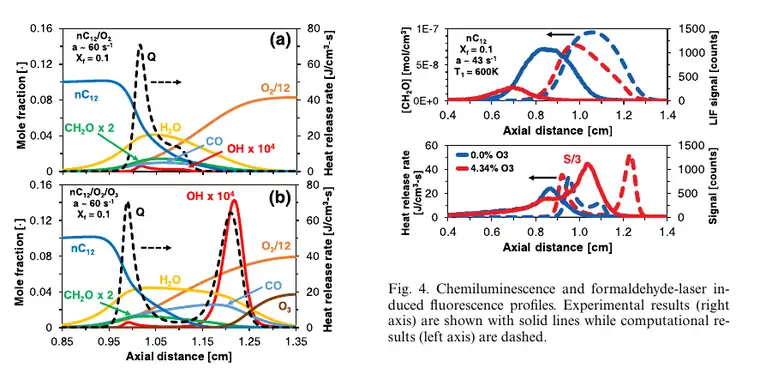 0.16
0.12
0.08
0.04
0
Mole fraction [-]
nC12/O2
a ~ 60 s-1
Xf = 0.1
Q
(a)
nC12
O2/12
CH2O x 2
H2O
CO
OH x 10⁴
80
60
40
20
0
Heat release rate [J/cm³-s]
0.16
0.12
0.08
0.04
0
Mole fraction [-]
nC12/O2/O3
a ~ 60 s-1
Xf = 0.1
Q
OH x 10⁴
(b)
nC12
O2/12
H2O
CH2O x 2
CO
O3
80
60
40
20
0
Heat release rate [J/cm³-s]
0.85 0.95 1.05 1.15 1.25 1.35
Axial distance [cm]
1E-7
5E-8
0E+0
[CH2O] [mol/cm³]
nC12
Xf = 0.1
a ~ 43 s-1
T1 = 600K
1500
1000
500
0
LIF signal (counts)
0.4 0.6 0.8 1.0 1.2 1.4
Axial distance [cm]
60
40
20
0
Heat release rate [J/cm³-s]
0.0% O3
4.34% O3
S/3
1500
1000
500
0
Signal [counts]
0.4 0.6 0.8 1.0 1.2 1.4
Axial distance [cm]
Fig. 4. Chemiluminescence and formaldehyde-laser in-
duced fluorescence profiles. Experimental results (right
axis) are shown with solid lines while computational re-
sults (left axis) are dashed.